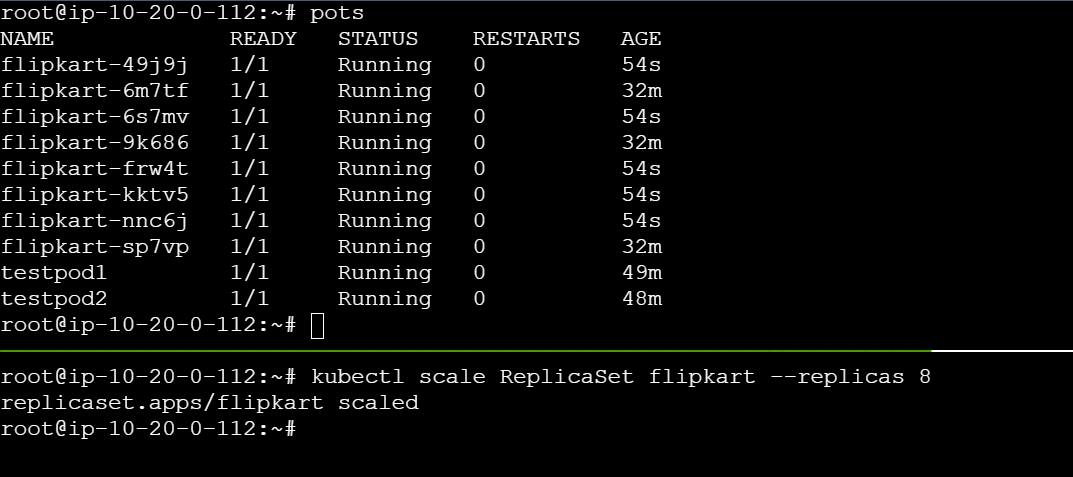 root@ip-10-20-0-112:~# pots
NAME READY STATUS RESTARTS AGE
flipkart-49j9j 1/1 Running 0 54s
flipkart-6m7tf 1/1 Running 0 32m
flipkart-6s7mv 1/1 Running 0 54s
flipkart-9k686 1/1 Running 0 32m
flipkart-frw4t 1/1 Running 0 54s
flipkart-kktv5 1/1 Running 0 54s
flipkart-nnc6j 1/1 Running 0 54s
flipkart-sp7vp 1/1 Running 0 32m
testpod1 1/1 Running 0 49m
testpod2 1/1 Running 0 48m
root@ip-10-20-0-112:~#
root@ip-10-20-0-112:~# kubectl scale ReplicaSet flipkart --replicas 8
replicaset.apps/flipkart scaled
root@ip-10-20-0-112:~#